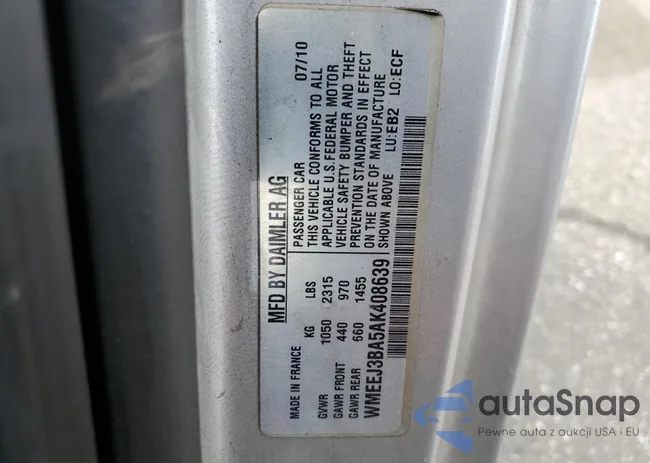 MFD BY DAIMLER AG
07/10
PASSENGER CAR
THIS VEHICLE CONFORMS TO ALL
APPLICABLE U.S. FEDERAL MOTOR
VEHICLE SAFETY BUMPER AND THEFT
PREVENTION STANDARDS IN EFFECT
ON THE DATE OF MANUFACTURE
SHOWN ABOVE
LU:EB2 LO:ECF
MADE IN FRANCE
KG LBS
GVWR 1050 2315
GAWR FRONT 440 970
GAWR REAR 660 1455
WMEEJ3BA5AK408639
autoSnap
Pewne auta z aukcji USA i EU